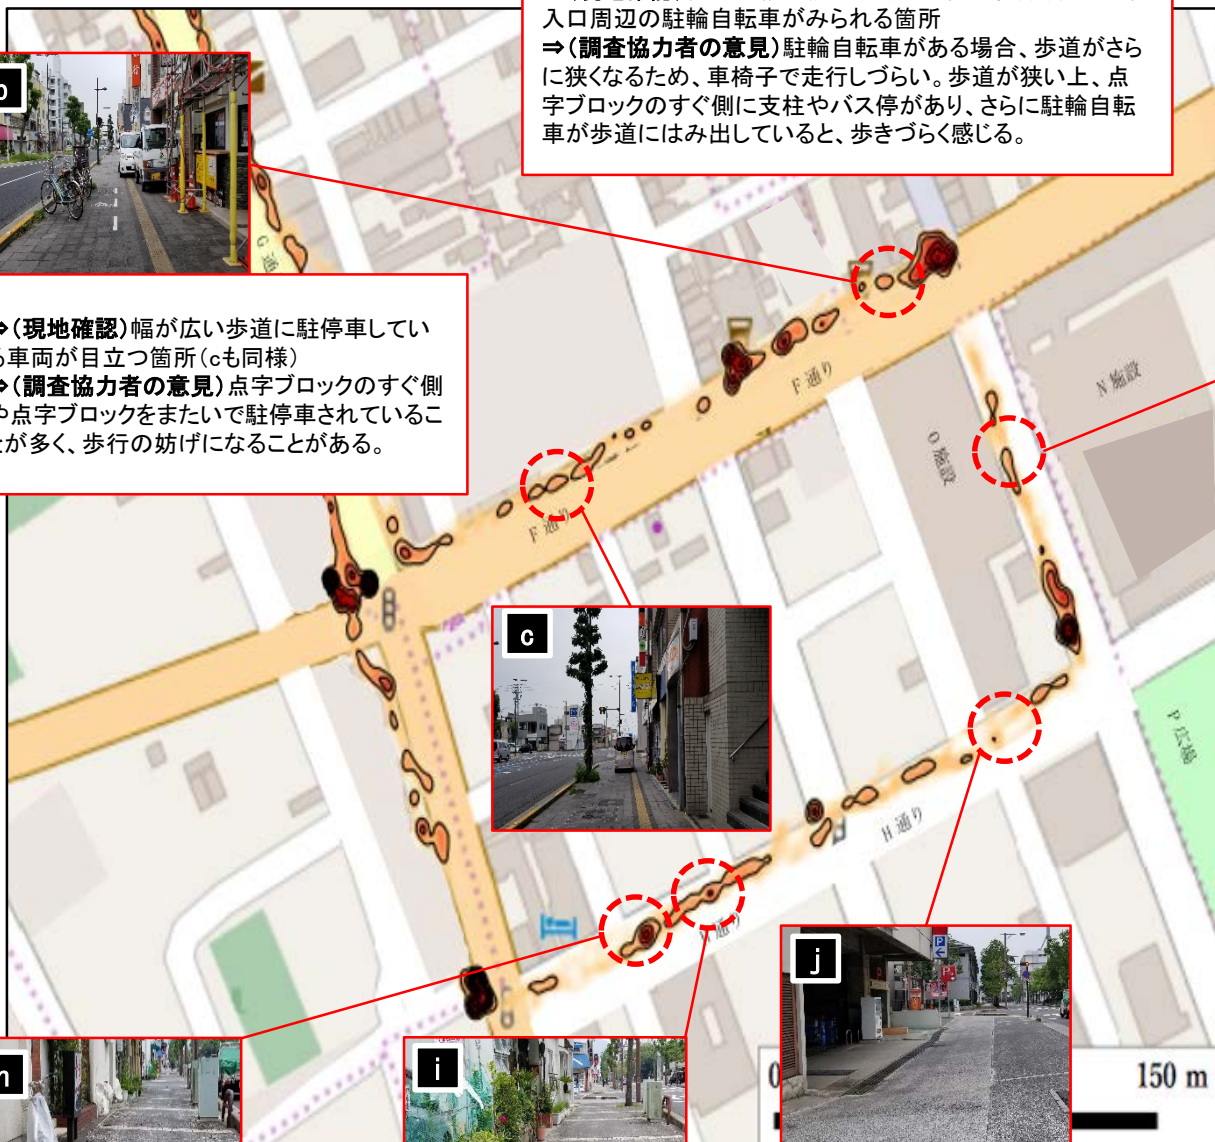 入口周辺の駐輪自転車がみられる箇所
⇒(調査協力者の意見)駐輪自転車がある場合、歩道がさら
に狭くなるため、車椅子で走行しづらい。歩道が狭い上、点
字ブロックのすぐ側に支柱やバス停があり、さらに駐輪自転
車が歩道にはみ出していると、歩きづらく感じる。
G 通
(現地確認)幅が広い歩道に駐停車してい
る車両が目立つ箇所(cも同様)
(調査協力者の意見)点字ブロックのすぐ側
や点字ブロックをまたいで駐停車されているこ
とが多く、歩行の妨げになることがある。
F 通り
N 施設
O 施設
F 通り
c
P 広場
H 通り
通り
j
i
0
150 m